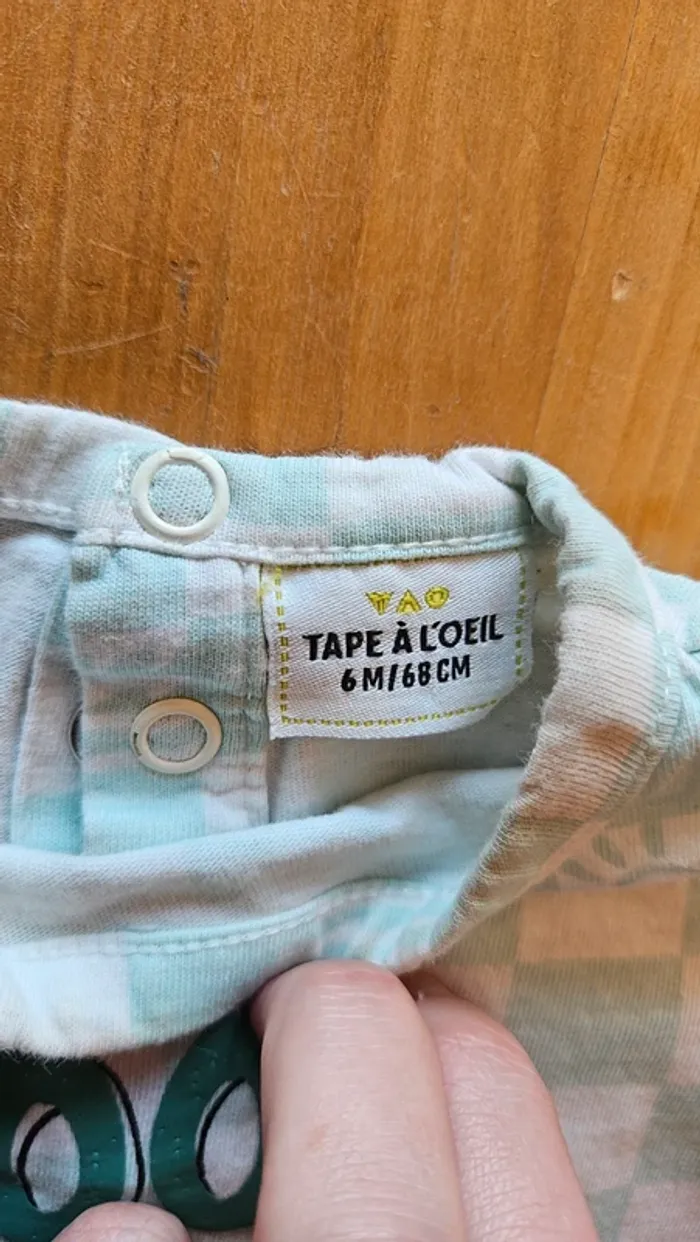 TAO
TAPE À L'OEIL
6M/68CM